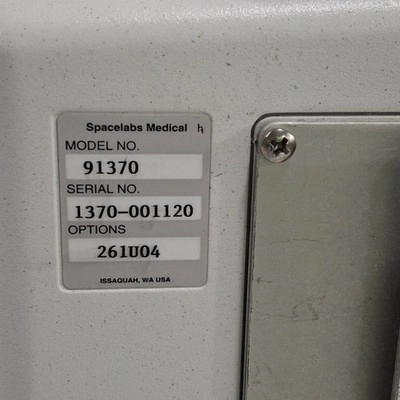 Spacelabs Medical
MODEL NO.
91370
SERIAL NO.
1370-001120
OPTIONS
261U04
ISSAQUAH, WA USA